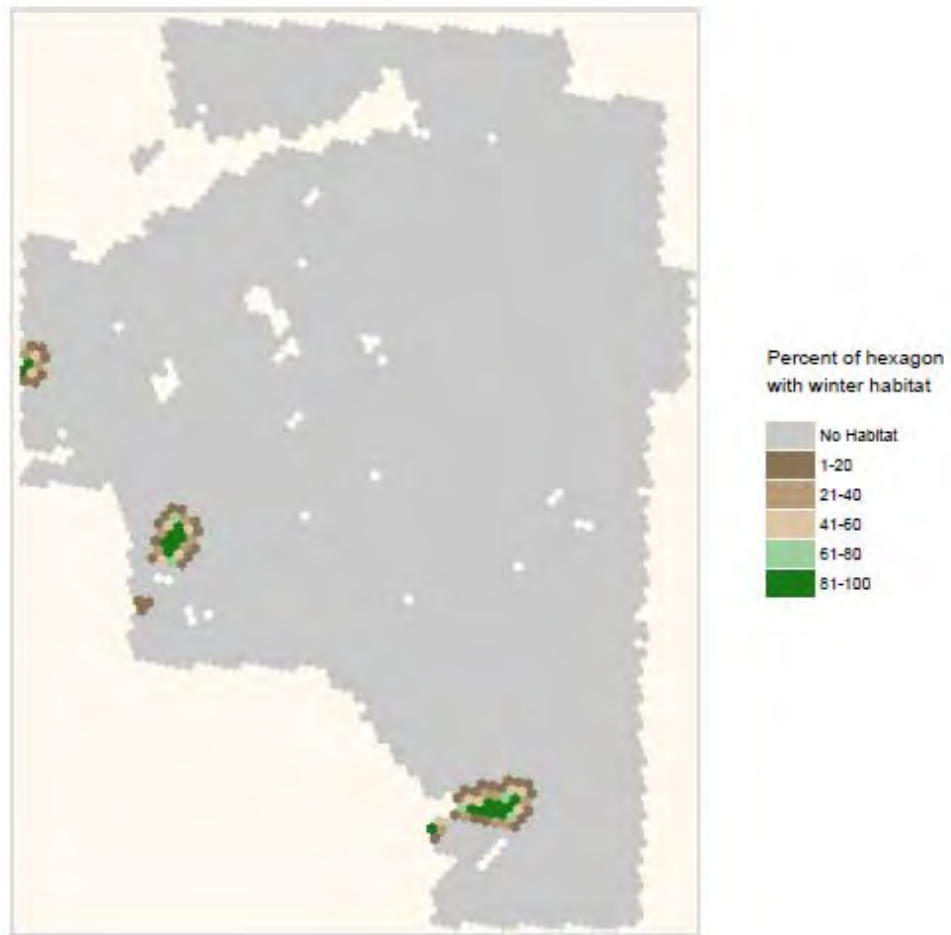 Percent of hexagon
with winter habitat
No Habitat
1-20
21-40
41-60
61-80
81-100